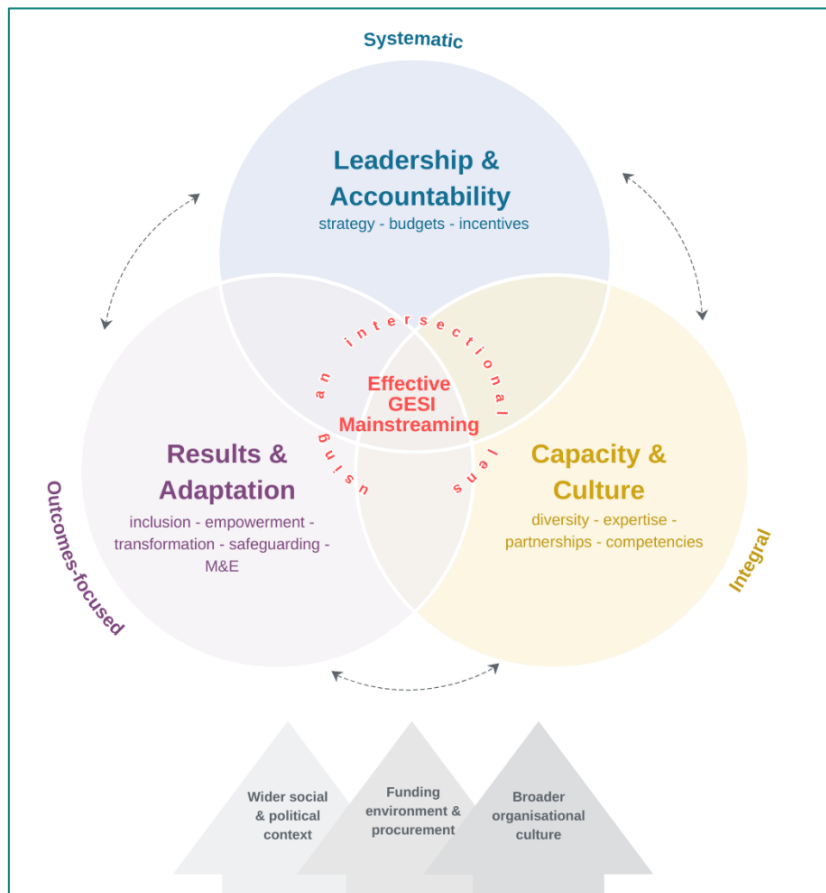 Systematic
Leadership &
Accountability
strategy - budgets - incentives
using an intersectional lens
Effective
GESI
Mainstreaming
Results &
Adaptation
inclusion - empowerment -
transformation - safeguarding -
M&E
Capacity &
Culture
diversity - expertise -
partnerships - competencies
Outcomes-focused
Integral
Wider social
& political
context
Funding
environment &
procurement
Broader
organisational
culture